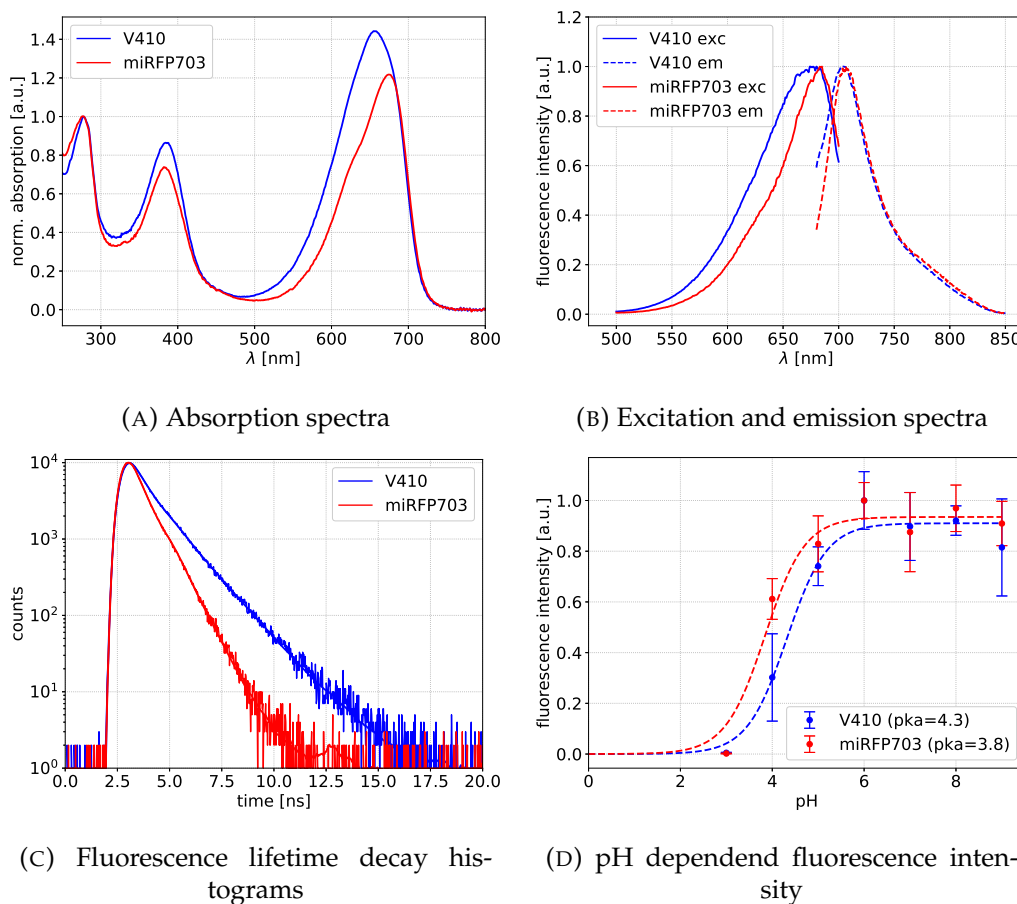 V410
miRFP703
norm. absorption [a.u.]
0.0
0.2
0.4
0.6
0.8
1.0
1.2
1.4
300 400 500 600 700 800
λ [nm]
(A) Absorption spectra
V410 exc
V410 em
miRFP703 exc
miRFP703 em
fluorescence intensity [a.u.]
0.0
0.2
0.4
0.6
0.8
1.0
1.2
500 550 600 650 700 750 800 850
λ [nm]
(B) Excitation and emission spectra
V410
miRFP703
counts
10⁴
10³
10²
10¹
10⁰
0.0 2.5 5.0 7.5 10.0 12.5 15.0 17.5 20.0
time [ns]
(C) Fluorescence lifetime decay his-
tograms
fluorescence intensity [a.u.]
1.0
0.8
0.6
0.4
0.2
0.0
V410 (pka=4.3)
miRFP703 (pka=3.8)
0 2 4 6 8
pH
(D) pH dependend fluorescence inten-
sity